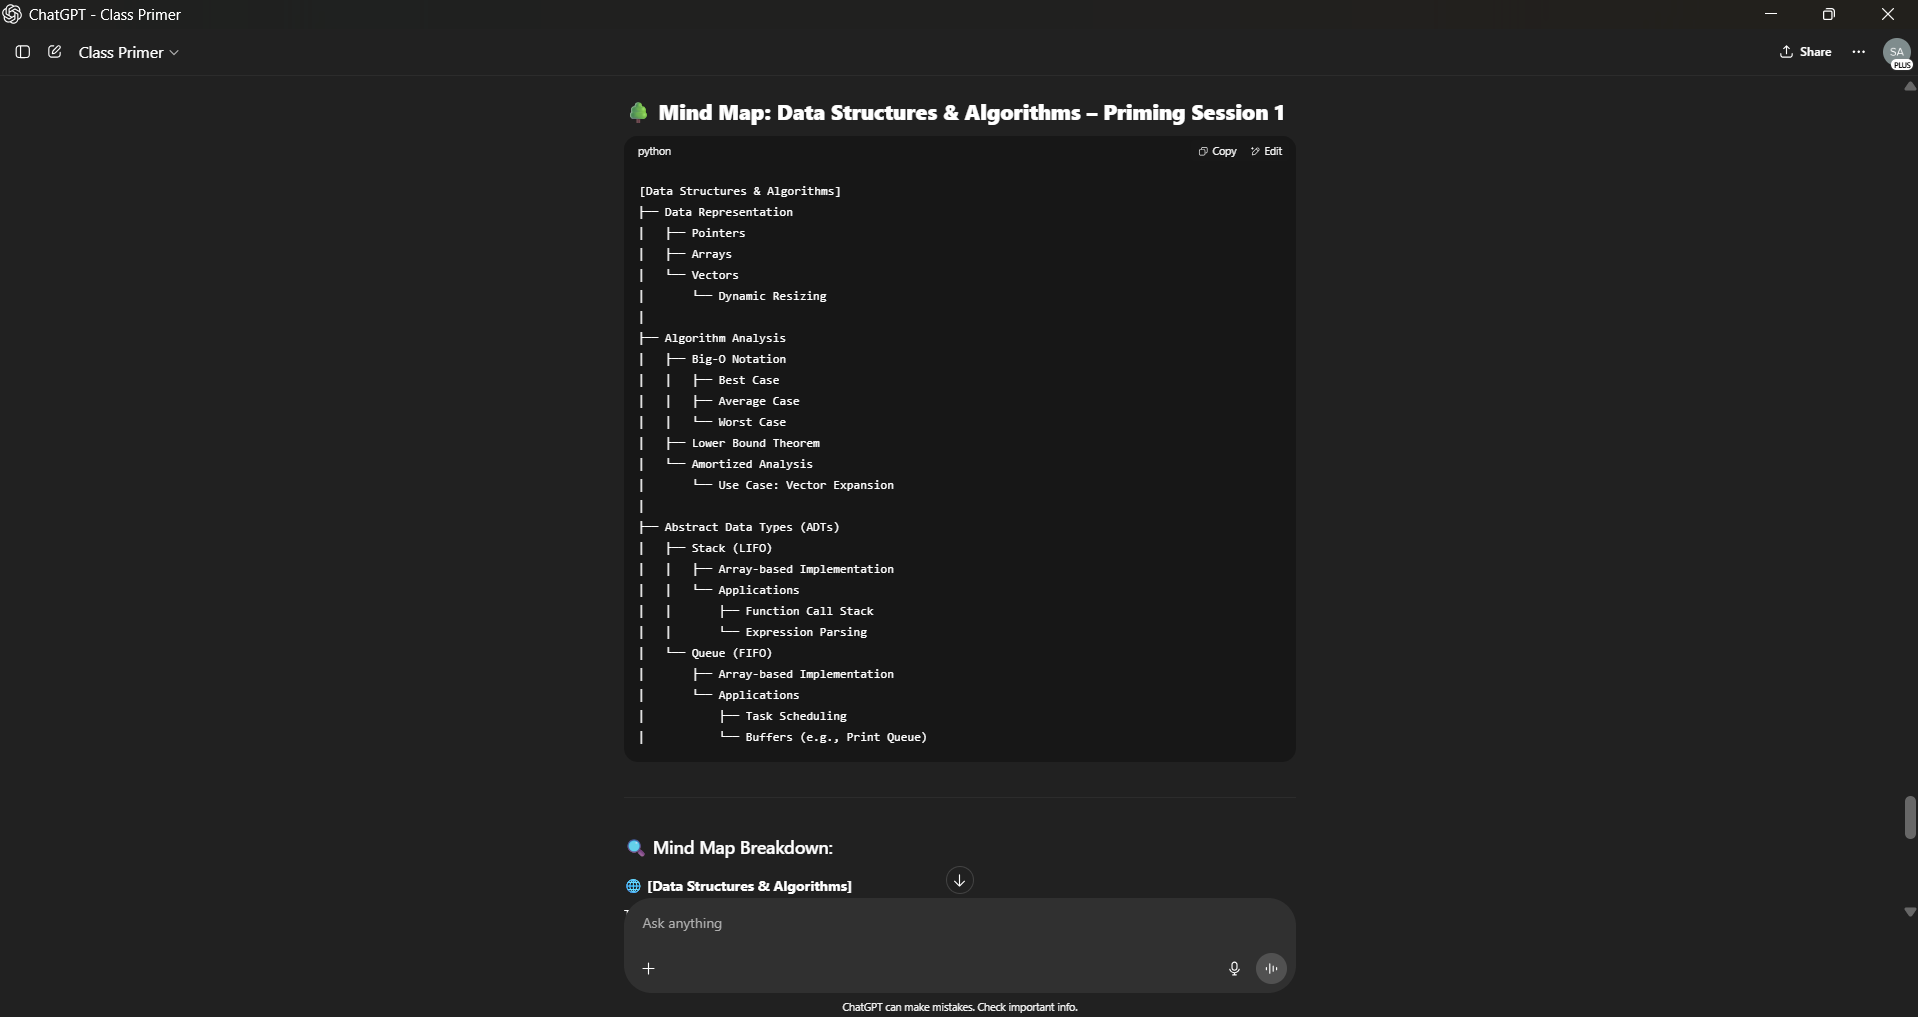 ChatGPT - Class Primer
Class Primer
Share
SA
PLUS
Mind Map: Data Structures & Algorithms – Priming Session 1
python
Copy
Edit
[Data Structures & Algorithms]
├── Data Representation
│   ├── Pointers
│   ├── Arrays
│   └── Vectors
│       └── Dynamic Resizing
│
├── Algorithm Analysis
│   ├── Big-O Notation
│   │   ├── Best Case
│   │   ├── Average Case
│   │   └── Worst Case
│   ├── Lower Bound Theorem
│   └── Amortized Analysis
│       └── Use Case: Vector Expansion
│
├── Abstract Data Types (ADTs)
│   ├── Stack (LIFO)
│   │   ├── Array-based Implementation
│   │   └── Applications
│   │       ├── Function Call Stack
│   │       └── Expression Parsing
│   └── Queue (FIFO)
│       ├── Array-based Implementation
│       └── Applications
│           ├── Task Scheduling
│           └── Buffers (e.g., Print Queue)
Mind Map Breakdown:
[Data Structures & Algorithms]
Ask anything
ChatGPT can make mistakes. Check important info.